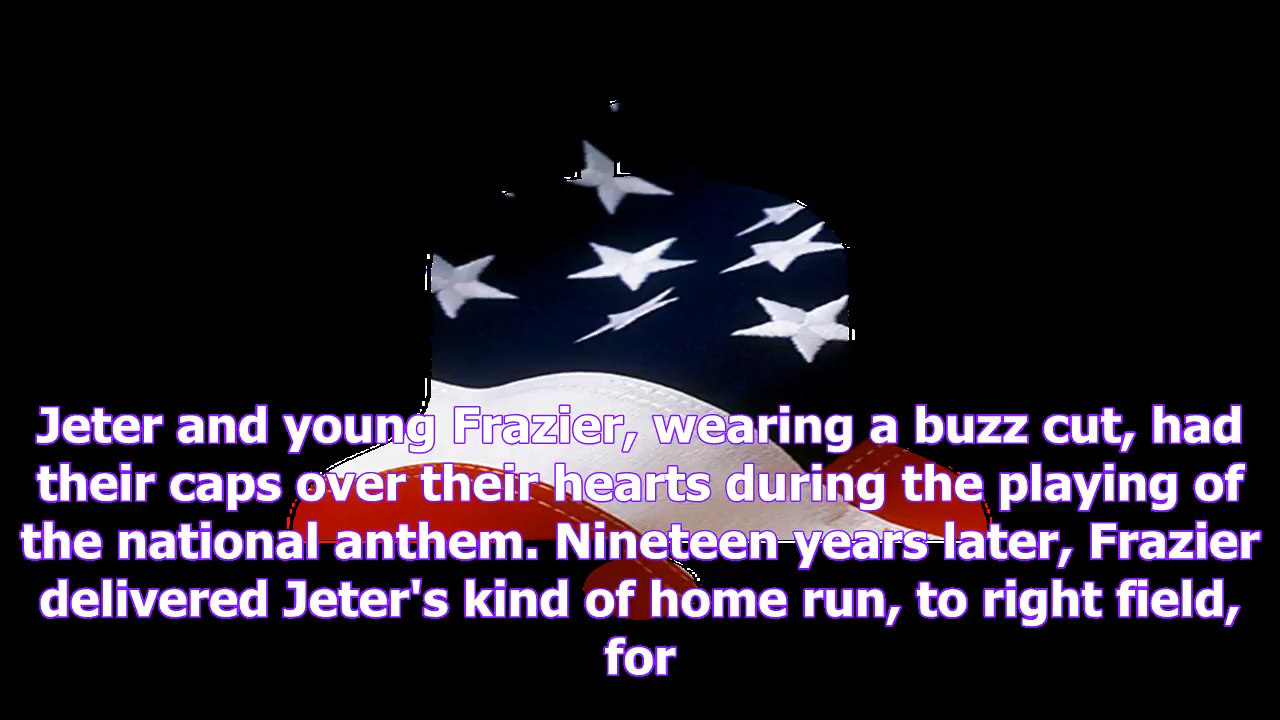 Jeter and young Frazier, wearing a buzz cut, had
their caps over their hearts during the playing of
the national anthem. Nineteen years later, Frazier
delivered Jeter's kind of home run, to right field,
for